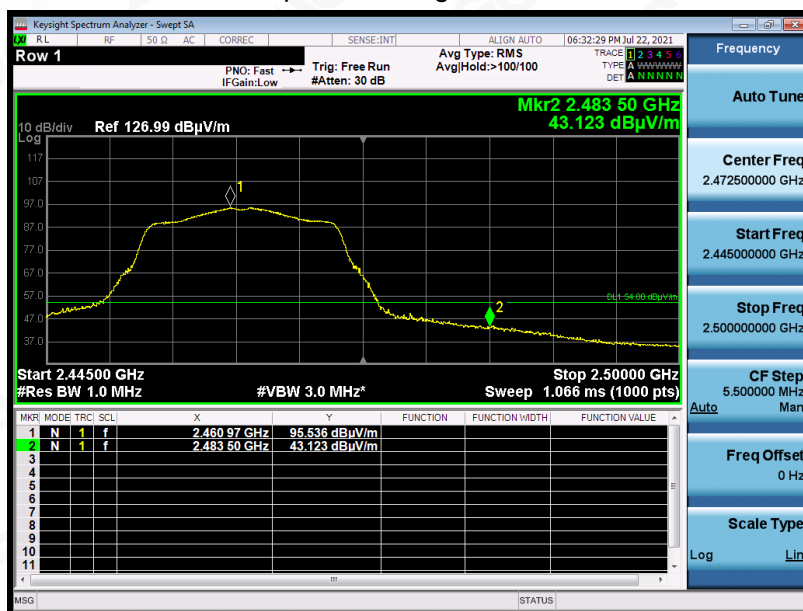 Keysight Spectrum Analyzer - Swept SA
LXI RL RF 50 Ω AC CORREC SENSE:INT ALIGN AUTO 06:32:29 PM Jul 22, 2021
Row 1
PNO: Fast
IFGain:Low
Trig: Free Run
#Atten: 30 dB
Avg Type: RMS
Avg|Hold:>100/100
TRACE 1 2 3 4 5 6
TYPE A WWWWW
DET A N N N N N
Mkr2 2.483 50 GHz
43.123 dBµV/m
10 dB/div Ref 126.99 dBµV/m
Log
117
107
97.0
87.0
77.0
67.0
57.0
47.0
37.0
1
2
DL1 54.00 dBµV/m
Start 2.44500 GHz Stop 2.50000 GHz
#Res BW 1.0 MHz #VBW 3.0 MHz* Sweep 1.066 ms (1000 pts)
MKR MODE TRC SCL X Y FUNCTION FUNCTION WIDTH FUNCTION VALUE
1 N 1 f 2.460 97 GHz 95.536 dBµV/m
2 N 1 f 2.483 50 GHz 43.123 dBµV/m
3
4
5
6
7
8
9
10
11
MSG STATUS
Frequency
Auto Tune
Center Freq
2.472500000 GHz
Start Freq
2.445000000 GHz
Stop Freq
2.500000000 GHz
CF Step
5.500000 MHz
Auto Man
Freq Offset
0 Hz
Scale Type
Log Lin